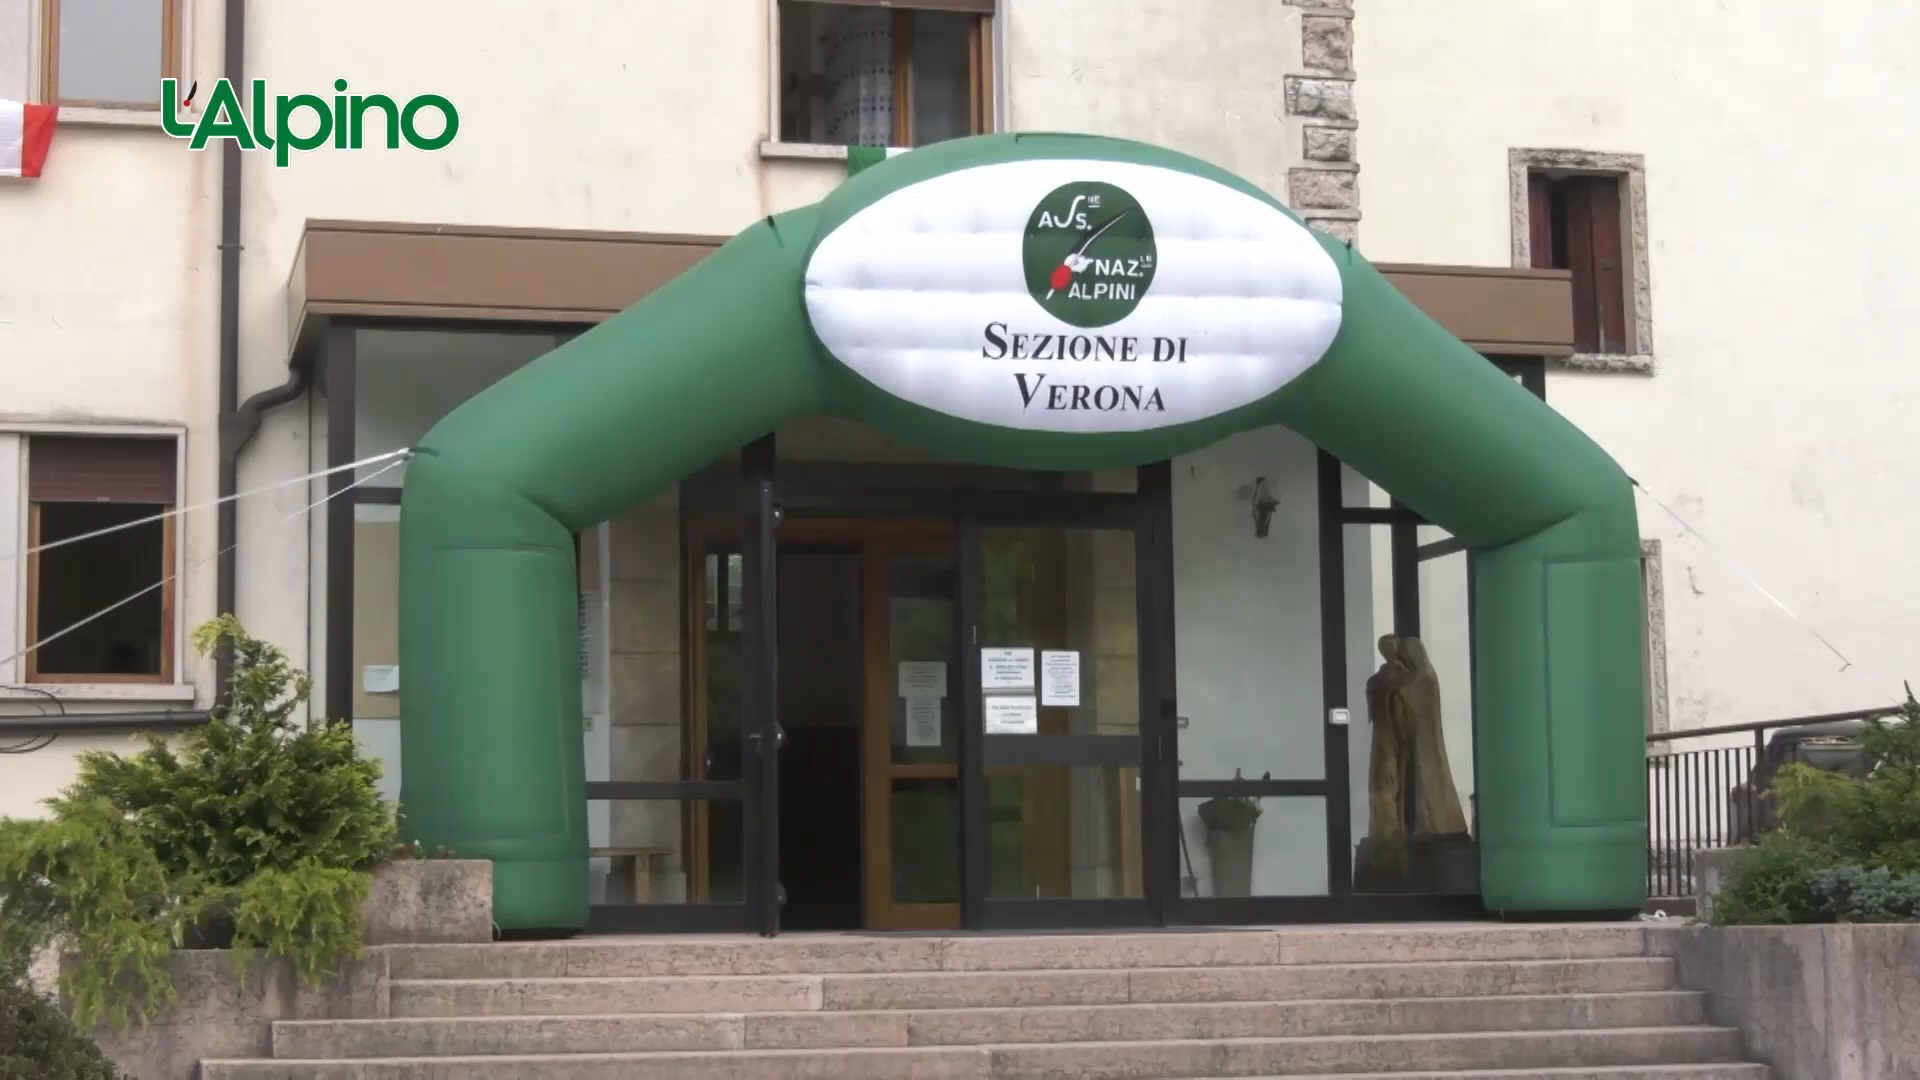 L'Alpino
ASS.NE
NAZ.LE
ALPINI
SEZIONE DI
VERONA